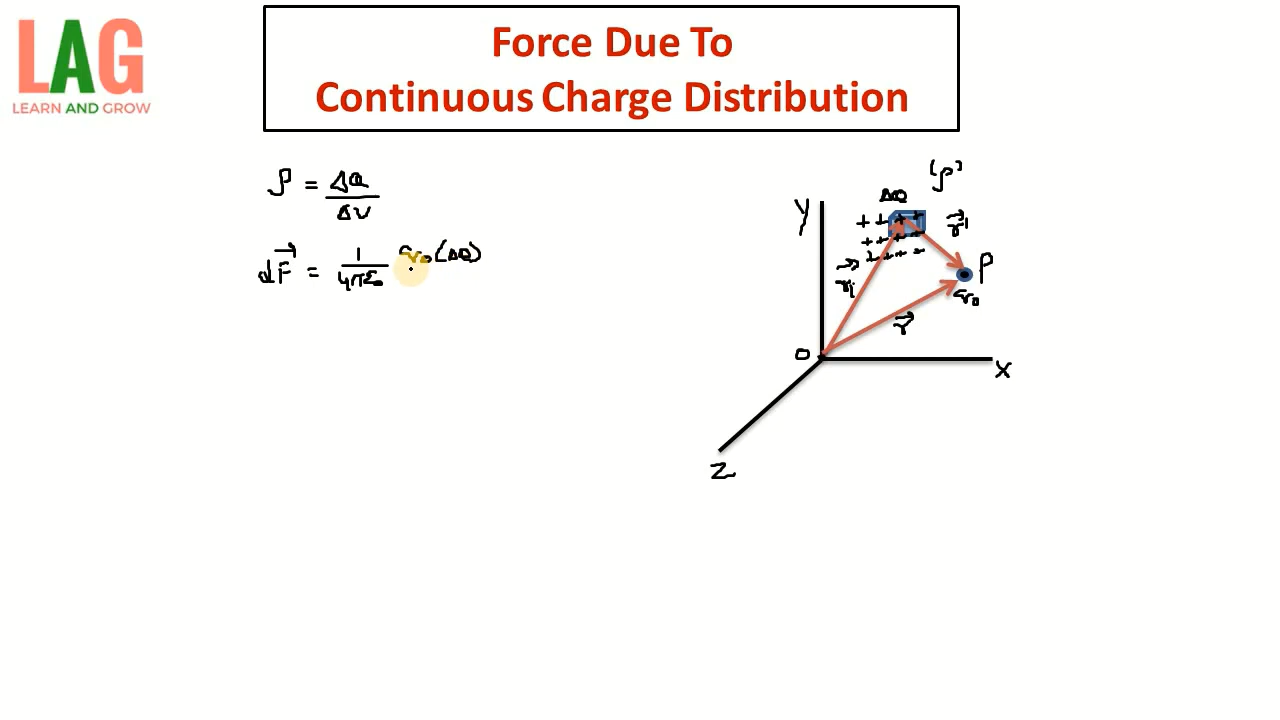 LAG
LEARN AND GROW
Force Due To
Continuous Charge Distribution
ρ = ΔQ / ΔV
dF⃗ = 1 / 4πε₀ q₀(ΔQ)
(ρ)
ΔQ
Y
+ + + +
+ + + +
+ + + +
r⃗'
P
q₀
r⃗ᵢ
r⃗
O
X
Z